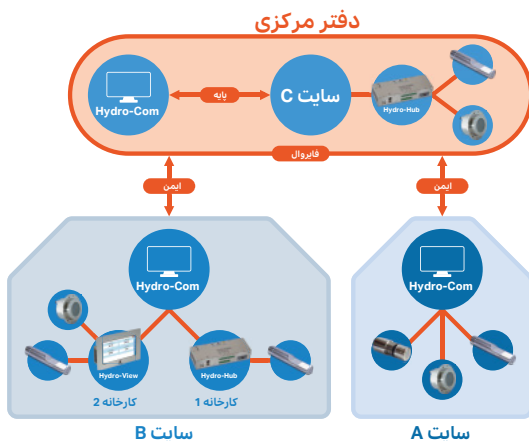 دفتر مرکزی
Hydro-Com
پایه
سایت C
Hydro-Hub
فایروال
ایمن
ایمن
Hydro-Com
Hydro-View
Hydro-Hub
کارخانه 2
کارخانه 1
سایت B
Hydro-Com
سایت A